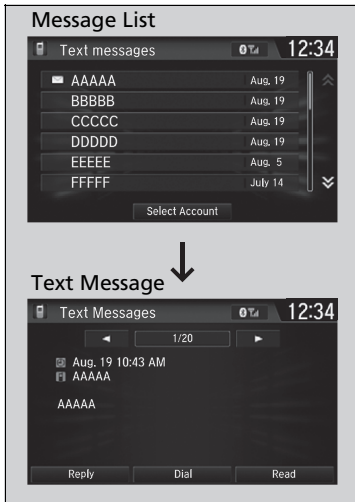 Message List
Text messages 12:34
AAAAA Aug. 19
BBBBB Aug. 19
CCCCC Aug. 19
DDDDD Aug. 19
EEEEE Aug. 5
FFFFF July 14
Select Account
Text Message
Text Messages 12:34
1/20
Aug. 19 10:43 AM
AAAAA
AAAAA
Reply Dial Read